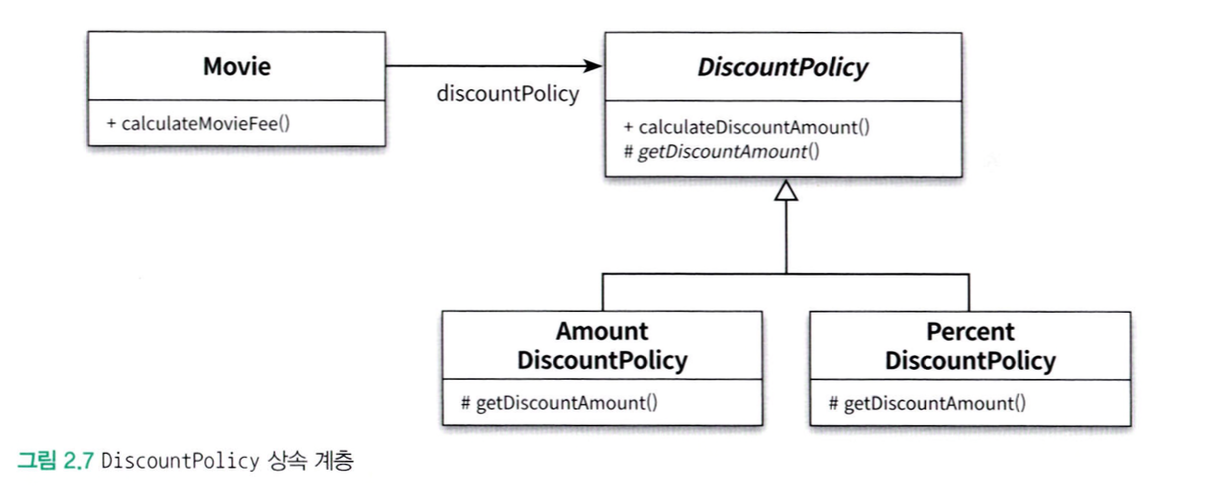 Movie
+ calculateMovieFee()
discountPolicy
DiscountPolicy
+ calculateDiscountAmount()
# getDiscountAmount()
Amount
DiscountPolicy
# getDiscountAmount()
Percent
DiscountPolicy
# getDiscountAmount()
그림 2.7 DiscountPolicy 상속 계층